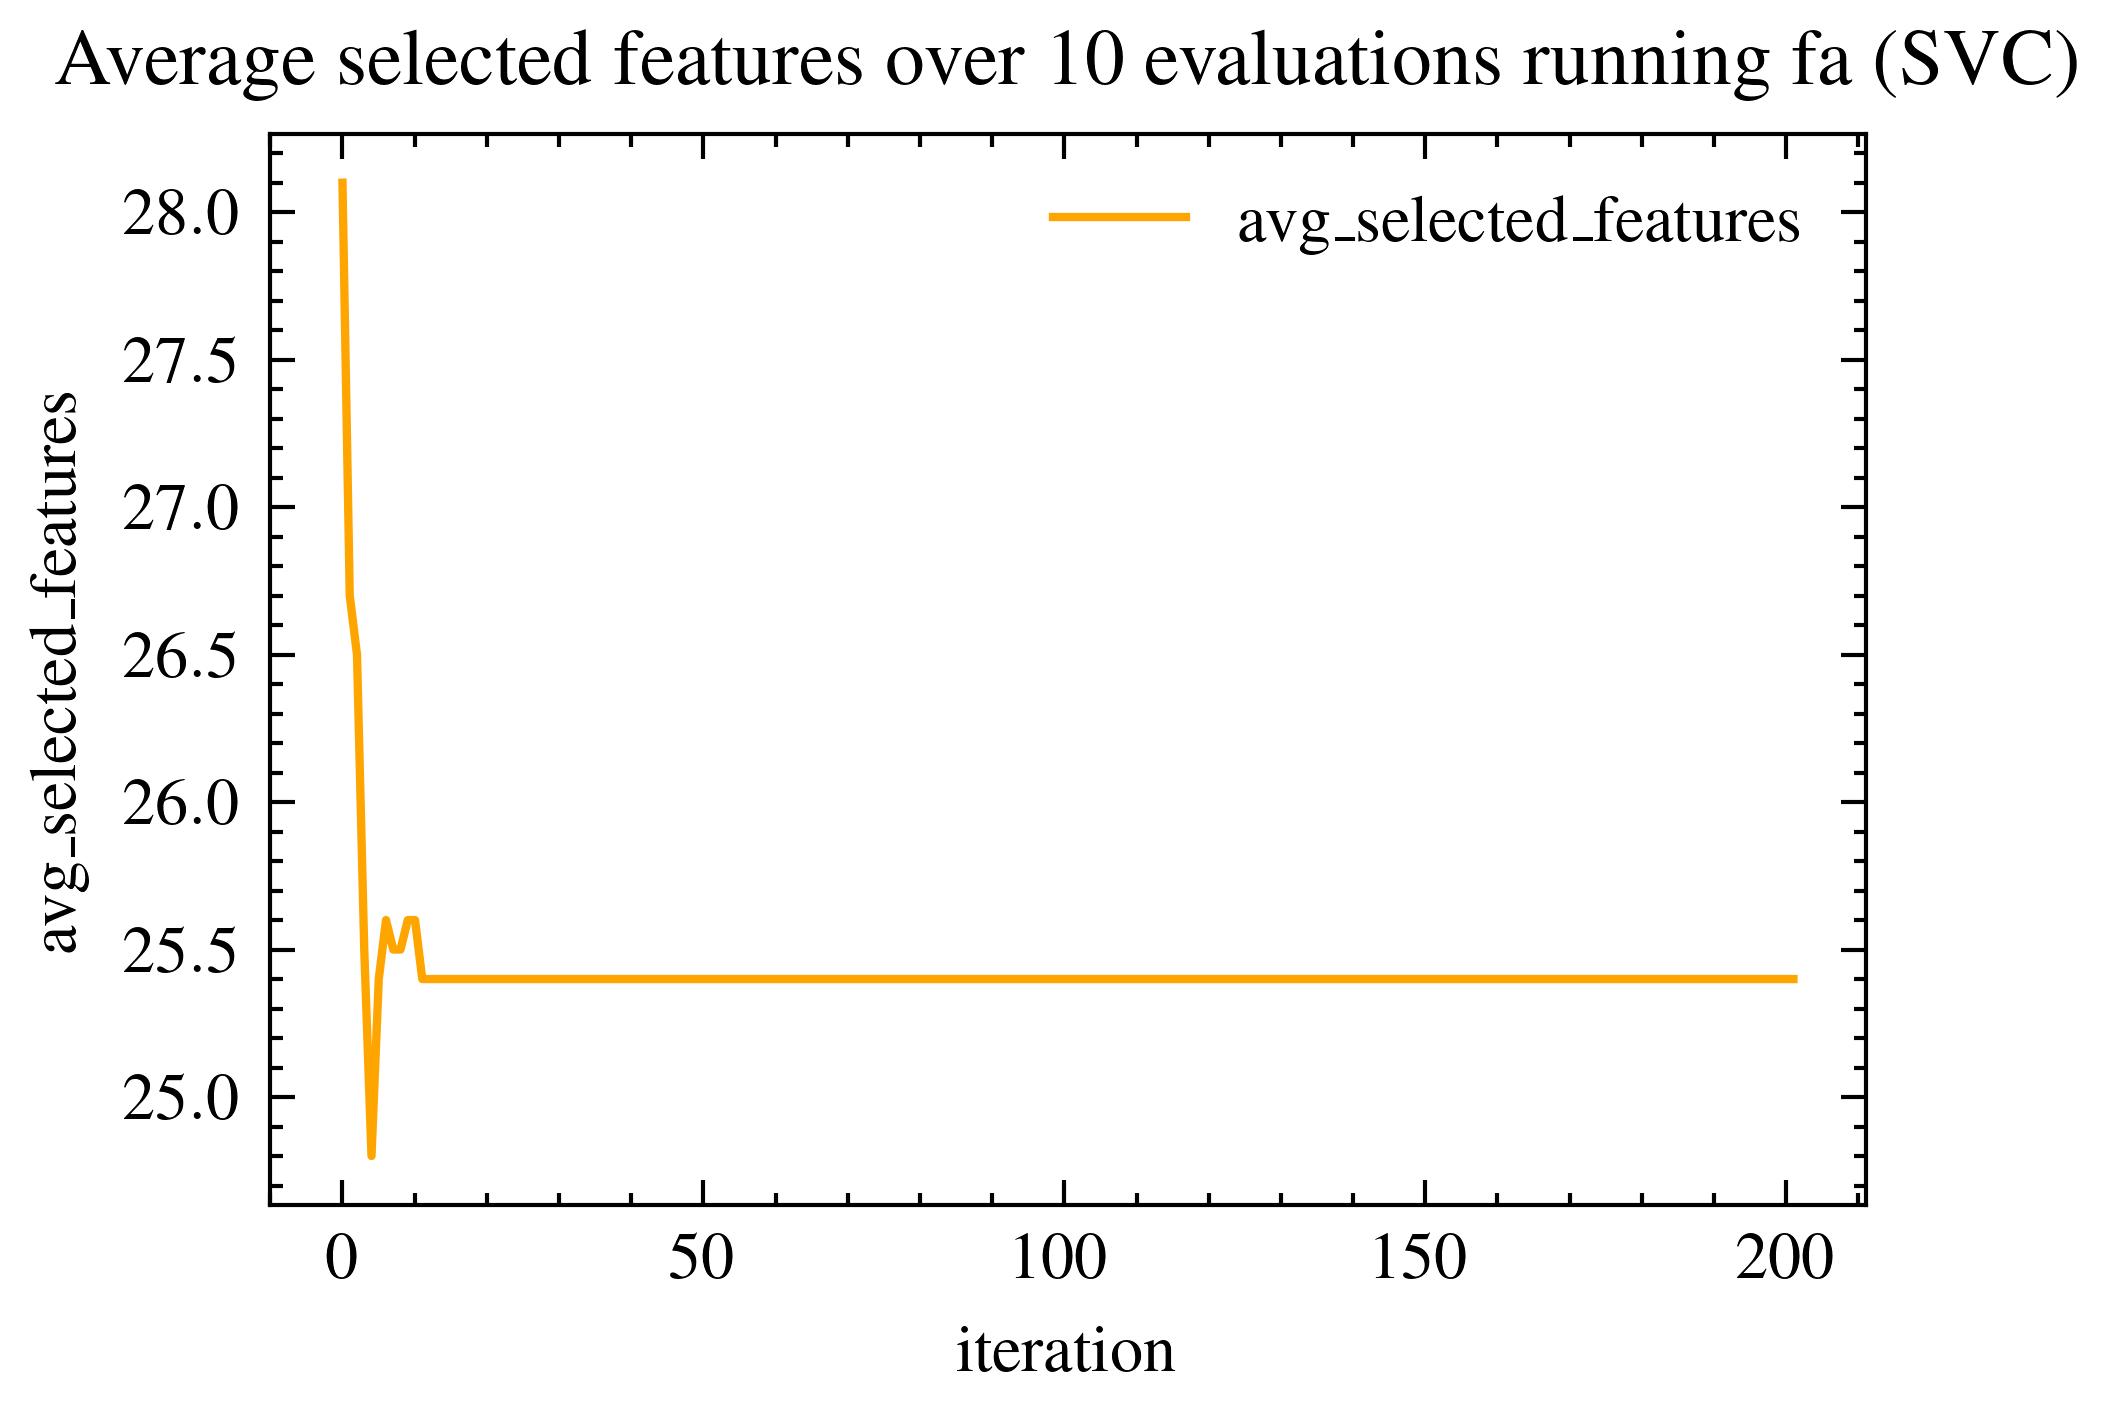 Average selected features over 10 evaluations running fa (SVC)
avg_selected_features
28.0
27.5
27.0
26.5
26.0
25.5
25.0
avg_selected_features
0 50 100 150 200
iteration